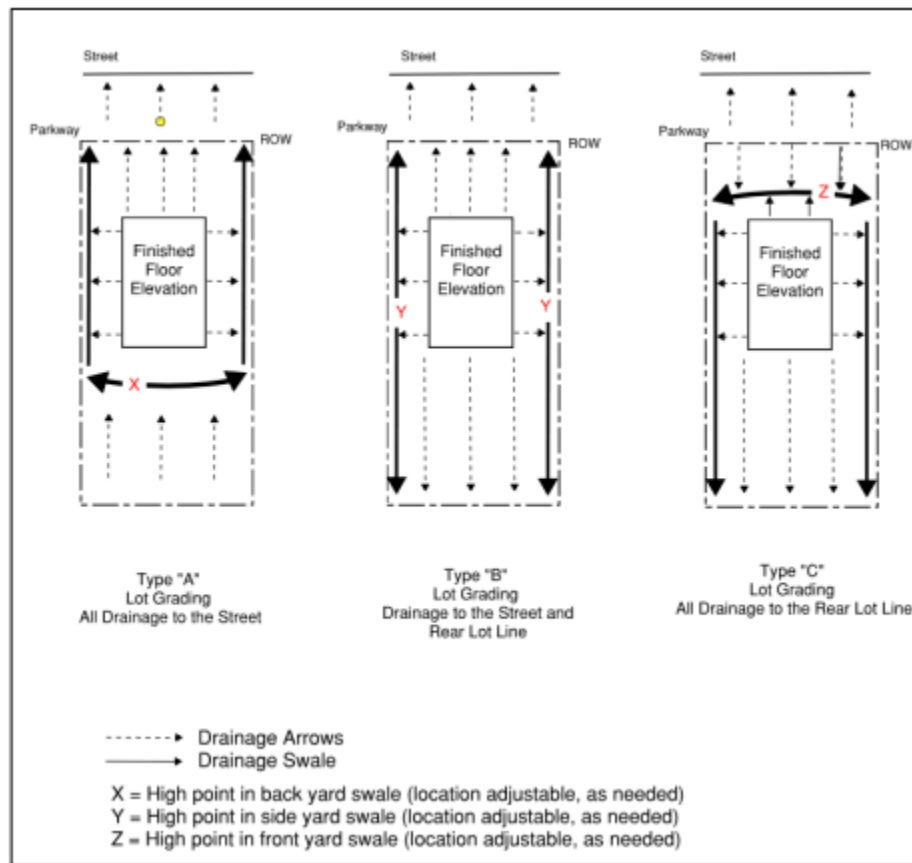 Street
Parkway
ROW
Finished
Floor
Elevation
X
Type "A"
Lot Grading
All Drainage to the Street
Street
Parkway
ROW
Finished
Floor
Elevation
Y
Y
Type "B"
Lot Grading
Drainage to the Street and
Rear Lot Line
Street
Parkway
ROW
Z
Finished
Floor
Elevation
Type "C"
Lot Grading
All Drainage to the Rear Lot Line
Drainage Arrows
Drainage Swale
X = High point in back yard swale (location adjustable, as needed)
Y = High point in side yard swale (location adjustable, as needed)
Z = High point in front yard swale (location adjustable, as needed)